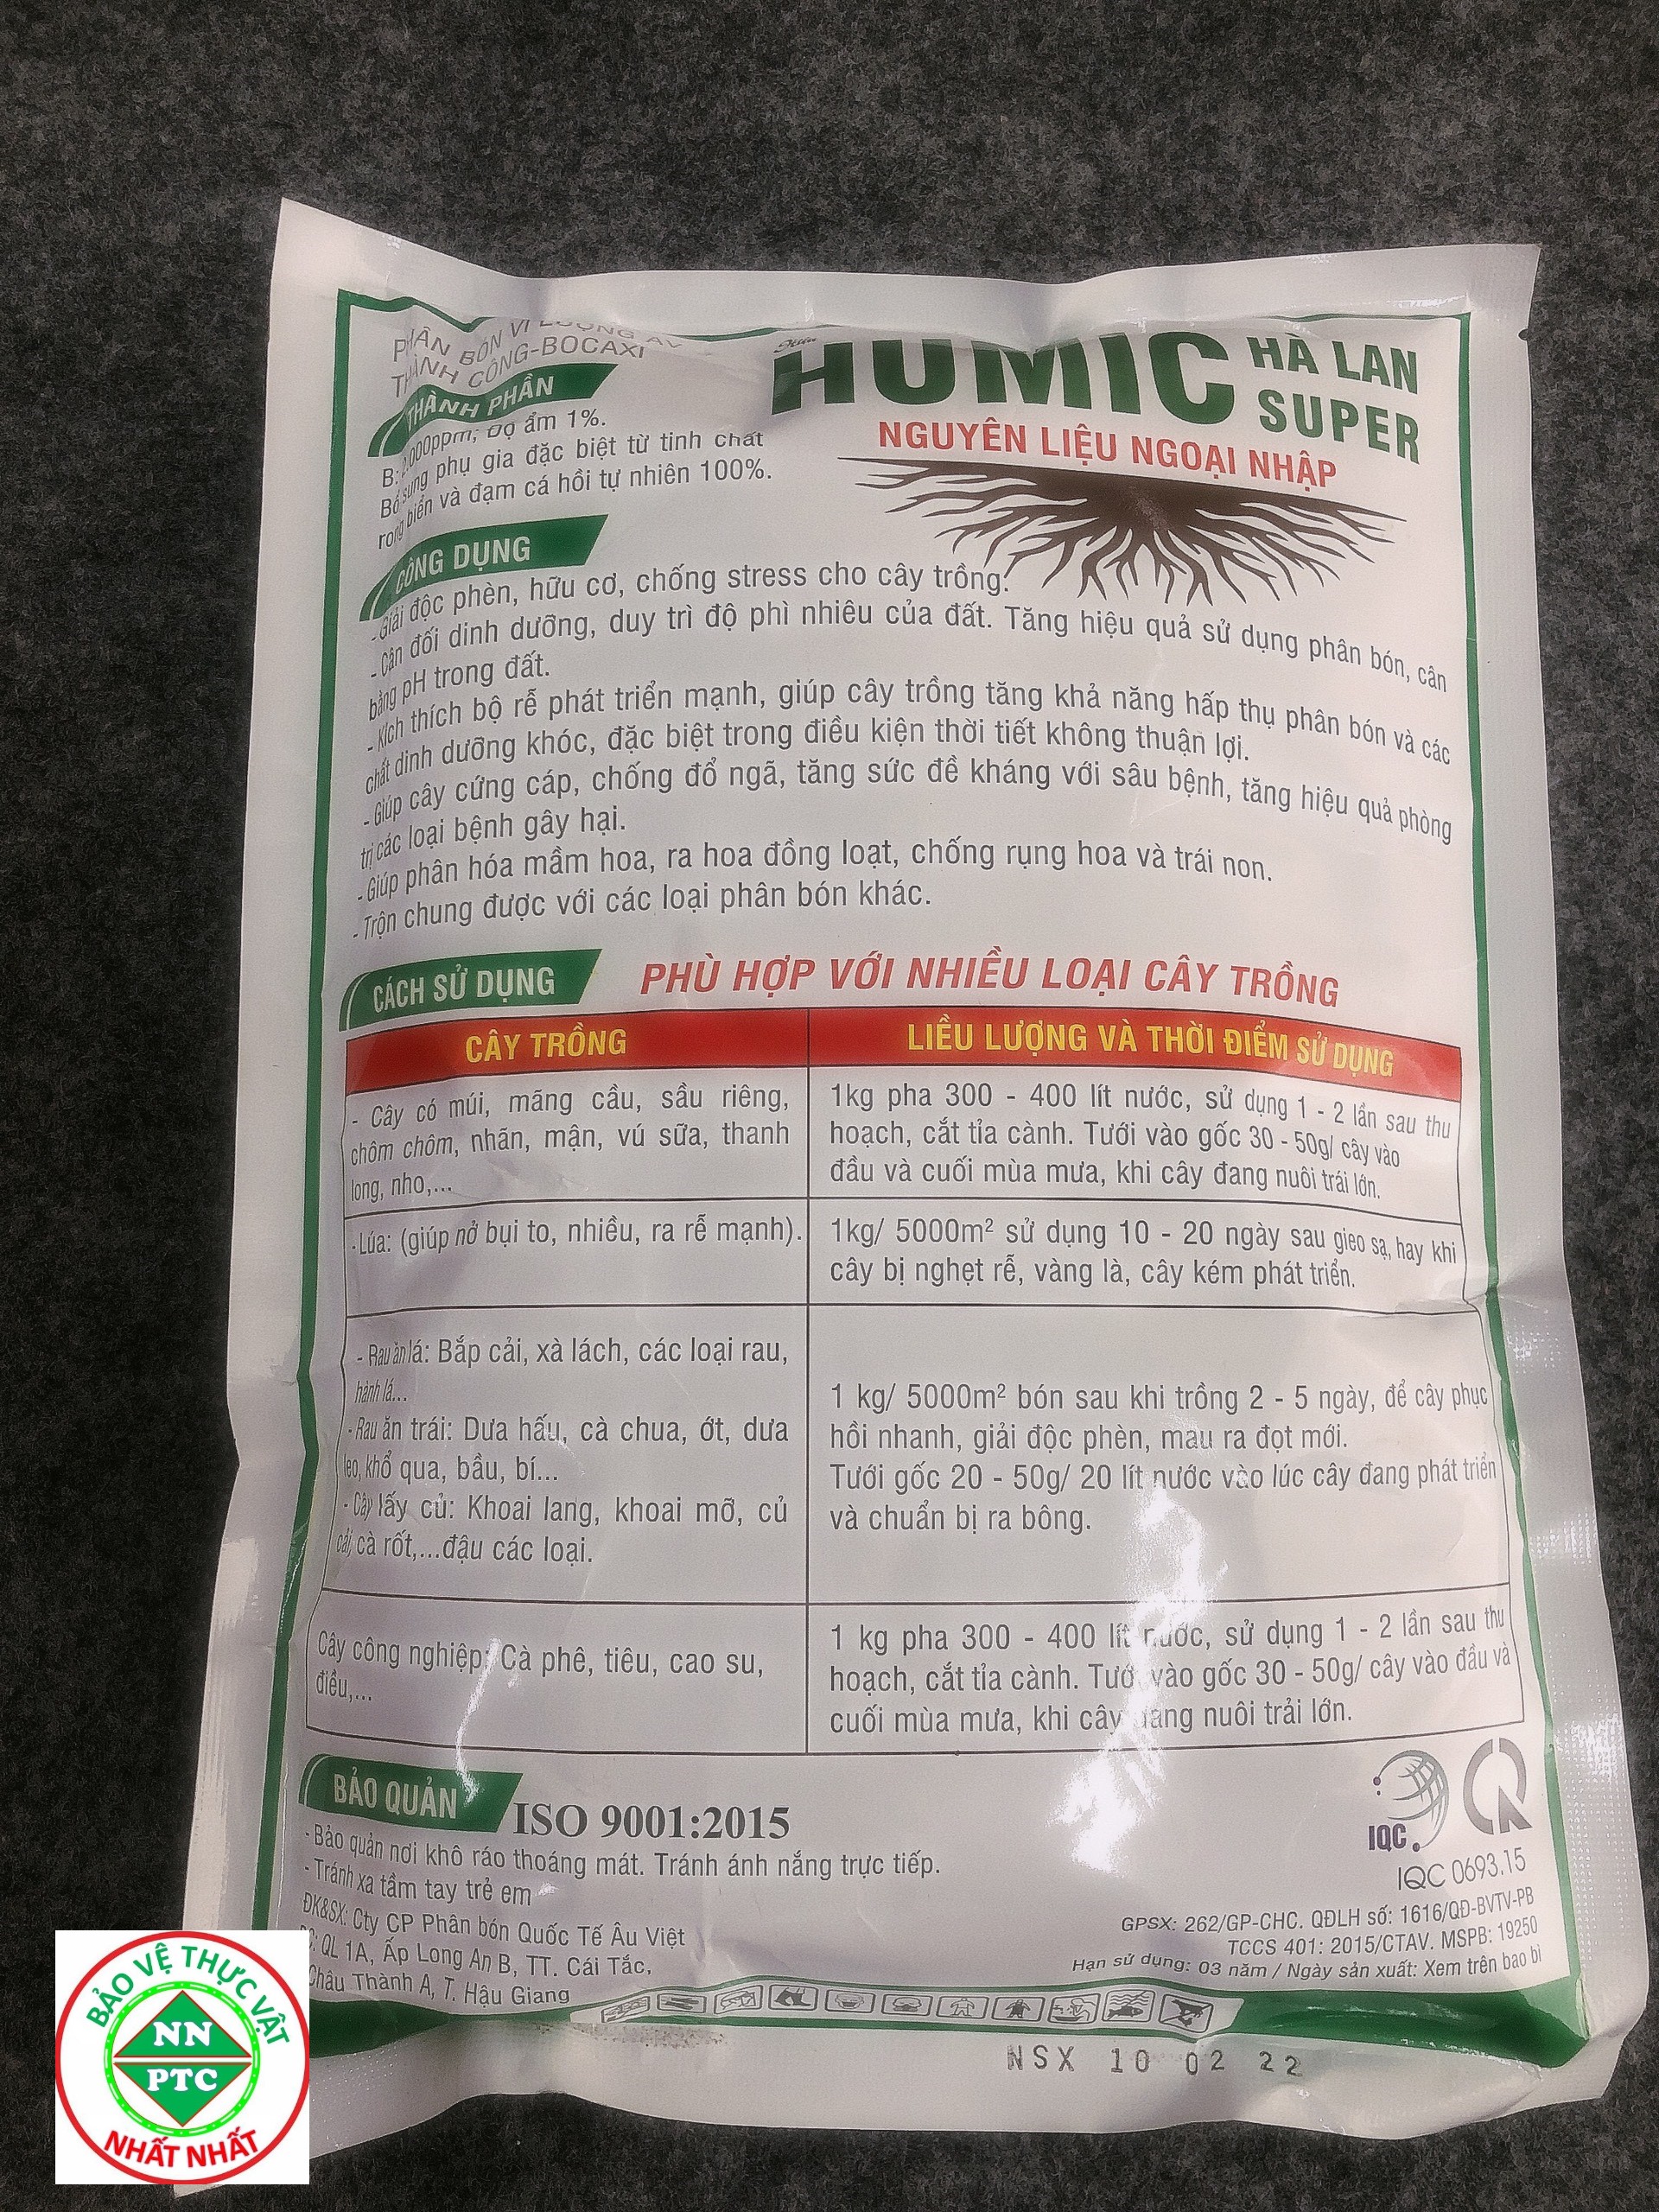 PHÂN BÓN VI LƯỢNG
THÀNH CÔNG-BOCAXI
HUMIC HÀ LAN
SUPER
NGUYÊN LIỆU NGOẠI NHẬP
THÀNH PHẦN
Độ ẩm 1%.
Bổ sung phụ gia đặc biệt từ tinh chất
rong biển và đạm cá hồi tự nhiên 100%.
CÔNG DỤNG
- Giải độc phèn, hữu cơ, chống stress cho cây trồng.
- Cân đối dinh dưỡng, duy trì độ phì nhiêu của đất. Tăng hiệu quả sử dụng phân bón, cân
bằng pH trong đất.
- Kích thích bộ rễ phát triển mạnh, giúp cây trồng tăng khả năng hấp thụ phân bón và các
chất dinh dưỡng khóc, đặc biệt trong điều kiện thời tiết không thuận lợi.
- Giúp cây cứng cáp, chống đổ ngã, tăng sức đề kháng với sâu bệnh, tăng hiệu quả phòng
trị các loại bệnh gây hại.
- Giúp phân hóa mầm hoa, ra hoa đồng loạt, chống rụng hoa và trái non.
- Trộn chung được với các loại phân bón khác.
CÁCH SỬ DỤNG
PHÙ HỢP VỚI NHIỀU LOẠI CÂY TRỒNG
CÂY TRỒNG
LIỀU LƯỢNG VÀ THỜI ĐIỂM SỬ DỤNG
- Cây có múi, mãng cầu, sầu riêng,
chôm chôm, nhãn, mận, vú sữa, thanh
long, nho,...
1kg pha 300 - 400 lít nước, sử dụng 1 - 2 lần sau thu
hoạch, cắt tỉa cành. Tưới vào gốc 30 - 50g/ cây vào
đầu và cuối mùa mưa, khi cây đang nuôi trái lớn.
- Lúa: (giúp nở bụi to, nhiều, ra rễ mạnh).
1kg/ 5000m² sử dụng 10 - 20 ngày sau gieo sạ, hay khi
cây bị nghẹt rễ, vàng là, cây kém phát triển.
- Rau ăn lá: Bắp cải, xà lách, các loại rau,
hành lá...
- Rau ăn trái: Dưa hấu, cà chua, ớt, dưa
leo, khổ qua, bầu, bí...
- Cây lấy củ: Khoai lang, khoai mỡ, củ
cải, cà rốt,...đậu các loại.
1 kg/ 5000m² bón sau khi trồng 2 - 5 ngày, để cây phục
hồi nhanh, giải độc phèn, mau ra đọt mới.
Tưới gốc 20 - 50g/ 20 lít nước vào lúc cây đang phát triển
và chuẩn bị ra bông.
Cây công nghiệp: Cà phê, tiêu, cao su,
điều,...
1 kg pha 300 - 400 lít nước, sử dụng 1 - 2 lần sau thu
hoạch, cắt tỉa cành. Tưới vào gốc 30 - 50g/ cây vào đầu và
cuối mùa mưa, khi cây đang nuôi trải lớn.
BẢO QUẢN
ISO 9001:2015
- Bảo quản nơi khô ráo thoáng mát. Tránh ánh nắng trực tiếp.
- Tránh xa tầm tay trẻ em
ĐK&SX: Cty CP Phân bón Quốc Tế Âu Việt
QL 1A, Ấp Long An B, TT. Cái Tắc,
Châu Thành A, T. Hậu Giang
IQC
IQC 0693.15
GPSX: 262/GP-CHC. QĐLH số: 1616/QĐ-BVTV-PB
TCCS 401: 2015/CTAV. MSPB: 19250
Hạn sử dụng: 03 năm / Ngày sản xuất: Xem trên bao bì
NSX 10 02 22
BẢO VỆ THỰC VẬT
NN
PTC
NHẤT NHẤT